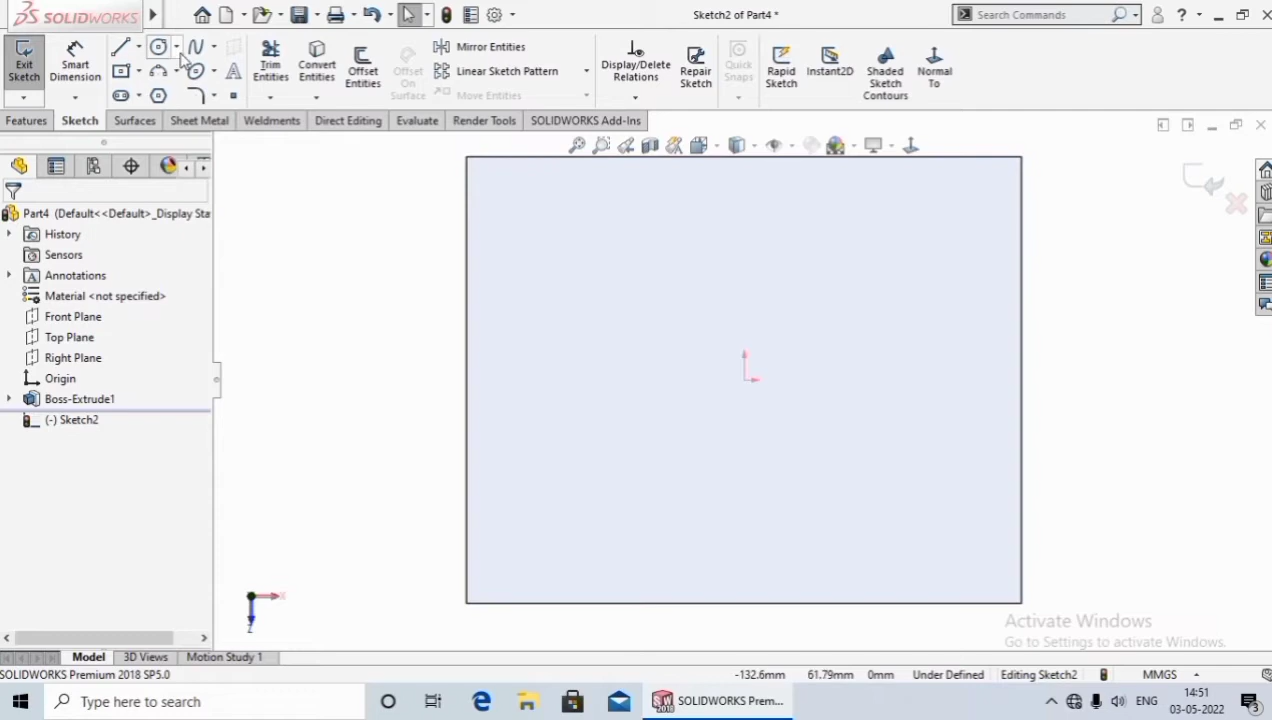 SOLIDWORKS
Sketch2 of Part4 *
Search Commands
Exit Sketch
Smart Dimension
Trim Entities
Convert Entities
Offset Entities
Offset On Surface
Mirror Entities
Linear Sketch Pattern
Move Entities
Display/Delete Relations
Repair Sketch
Quick Snaps
Rapid Sketch
Instant2D
Shaded Sketch Contours
Normal To
Features
Sketch
Surfaces
Sheet Metal
Weldments
Direct Editing
Evaluate
Render Tools
SOLIDWORKS Add-Ins
Part4 (Default<<Default>_Display Sta
History
Sensors
Annotations
Material <not specified>
Front Plane
Top Plane
Right Plane
Origin
Boss-Extrude1
(-) Sketch2
X
Z
Activate Windows
Go to Settings to activate Windows.
Model
3D Views
Motion Study 1
SOLIDWORKS Premium 2018 SP5.0
-132.6mm
61.79mm
0mm
Under Defined
Editing Sketch2
MMGS
Type here to search
SOLIDWORKS Prem...
ENG
14:51
03-05-2022
3